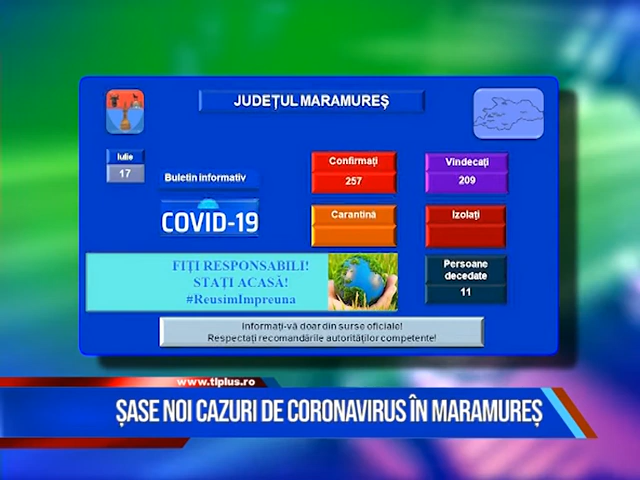 JUDEȚUL MARAMUREȘ
Iulie
17
Buletin informativ
COVID-19
Confirmați
257
Vindecați
209
Carantină
Izolați
Persoane
decedate
11
FIȚI RESPONSABILI!
STAȚI ACASĂ!
#ReusimImpreuna
Informați-vă doar din surse oficiale!
Respectați recomandările autorităților competente!
www.tlplus.ro
ȘASE NOI CAZURI DE CORONAVIRUS ÎN MARAMUREȘ